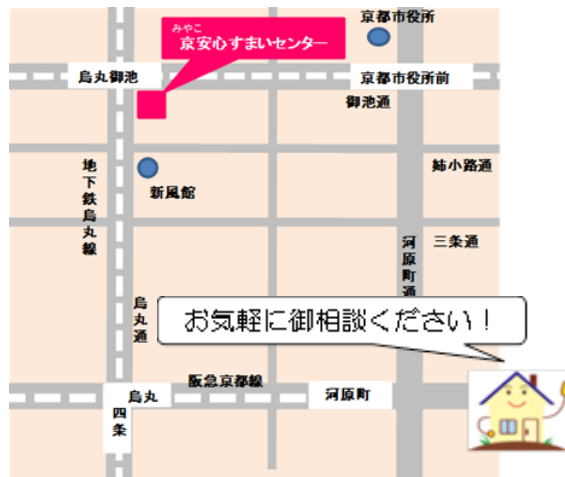 京都市役所
みやこ
京安心すまいセンター
烏丸御池
京都市役所前
御池通
地下鉄烏丸線
新風館
姉小路通
三条通
河原町通
烏丸通
お気軽に御相談ください!
阪急京都線
烏丸
河原町
四条